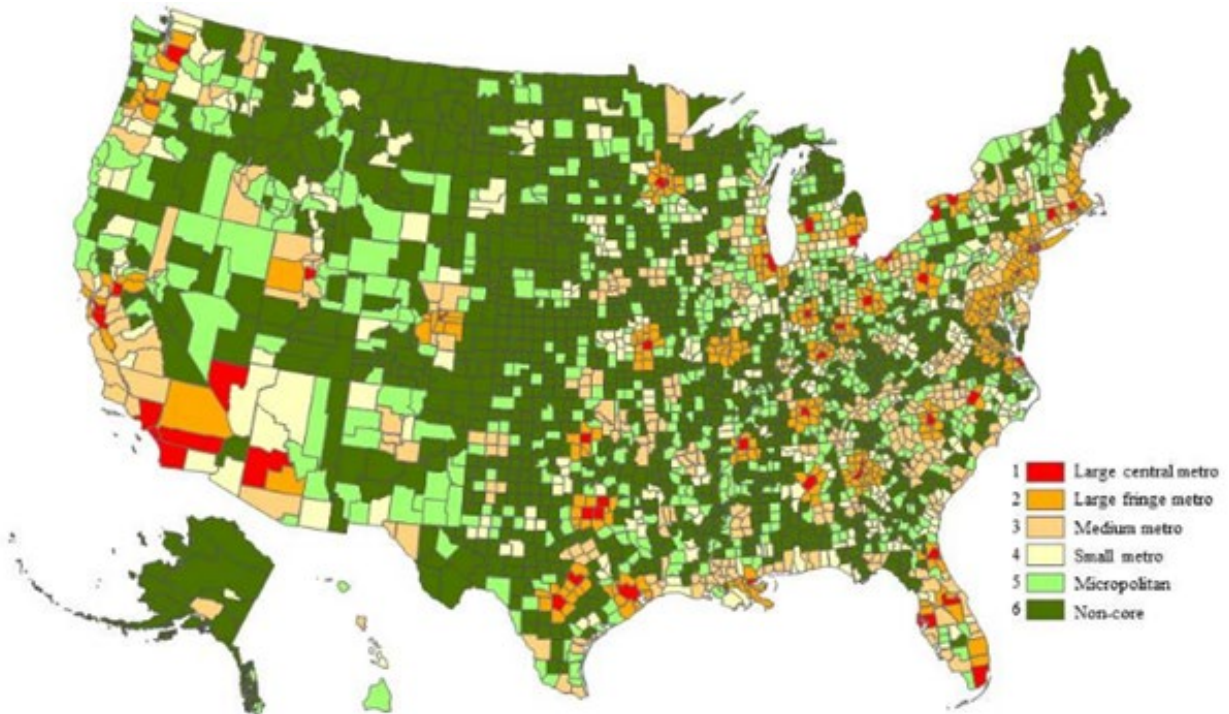 1 Large central metro
2 Large fringe metro
3 Medium metro
4 Small metro
5 Micropolitan
6 Non-core